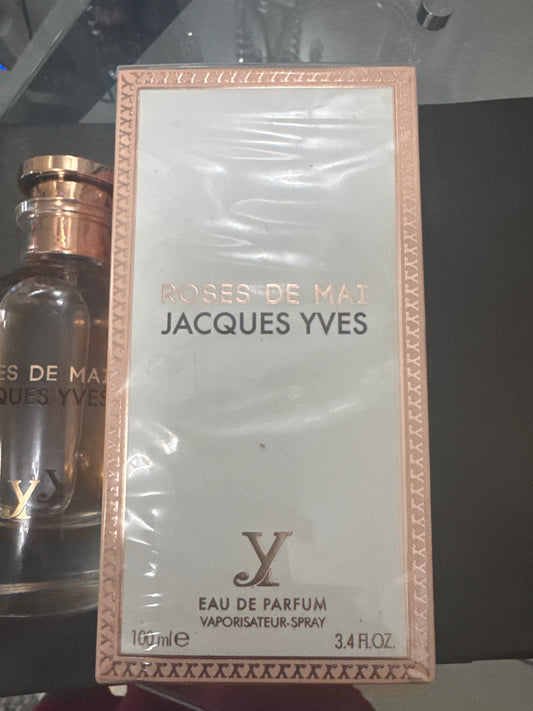 ROSES DE MAI
JACQUES YVES
JY
EAU DE PARFUM
VAPORISATEUR-SPRAY
100 ml e
3.4 FL.OZ.
ES DE MAI
QUES YVES
JY